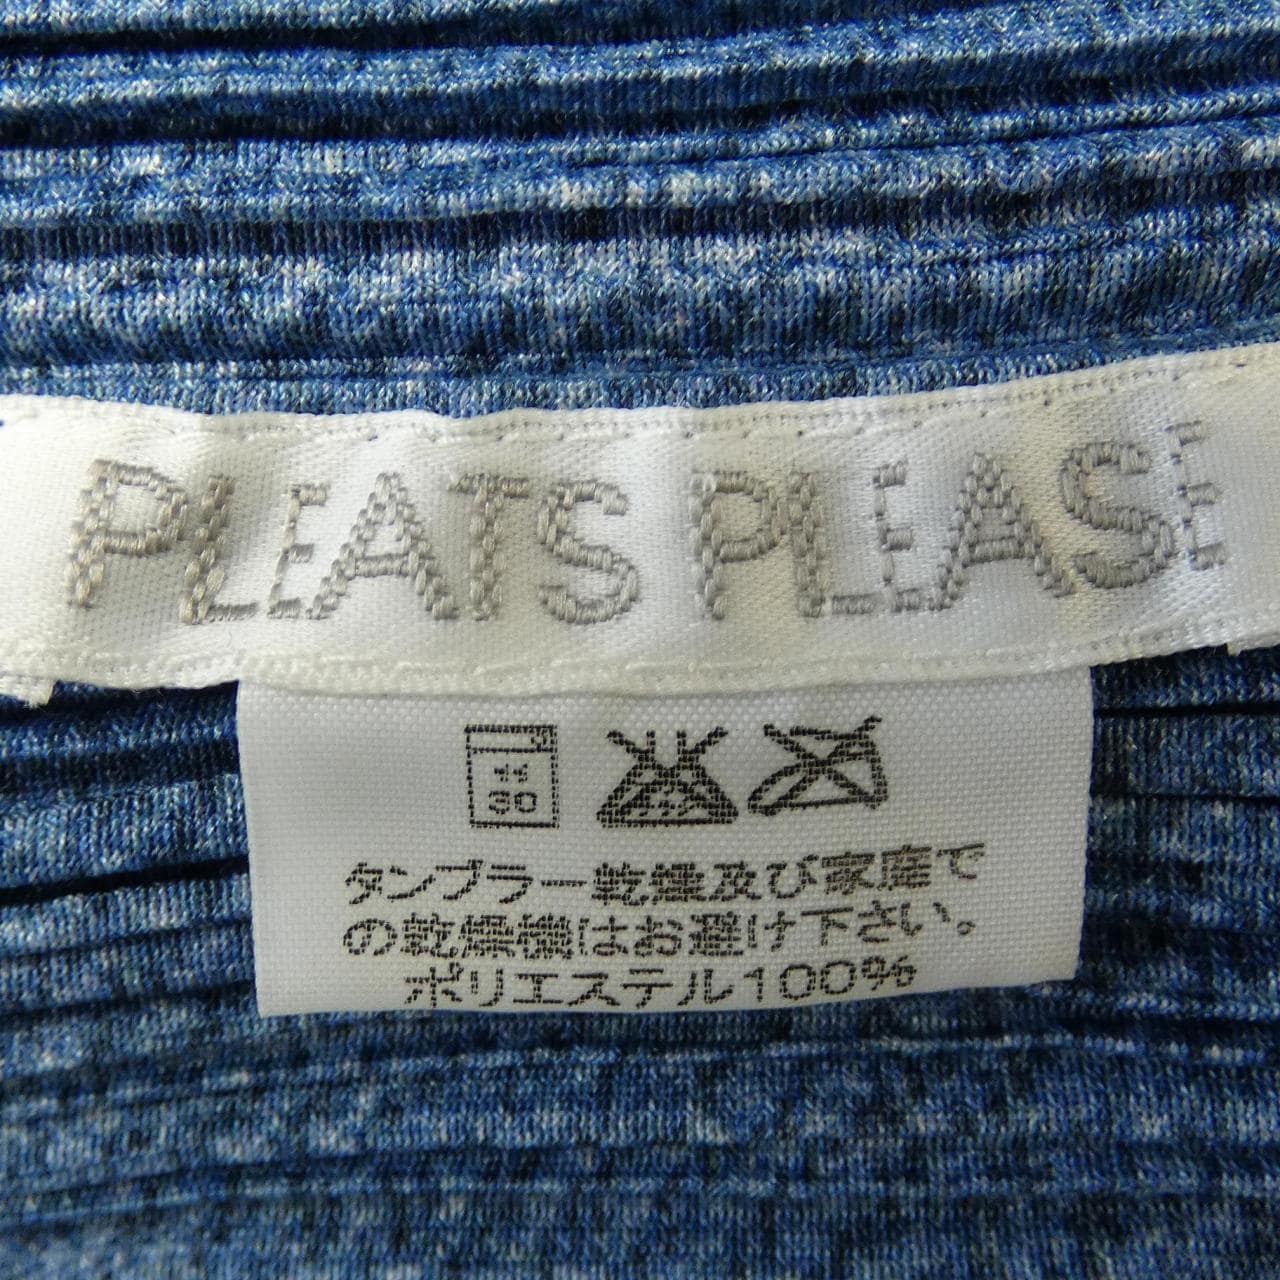 PLEATS PLEASE
30
タンブラー乾燥及び家庭で
の乾燥機はお避け下さい。
ポリエステル100%